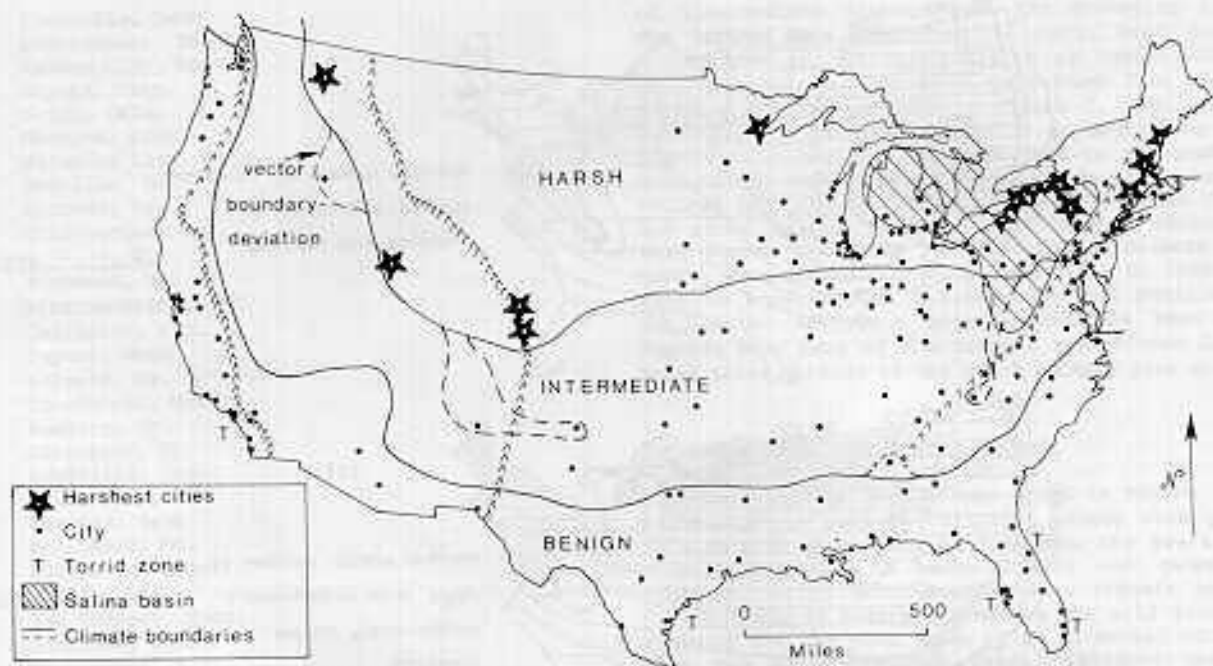 HARSH
vector
boundary
deviation
INTERMEDIATE
T
BENIGN
Harshest cities
City
T Torrid zone
Salina basin
Climate boundaries
T
T
T
T
N
0 500
Miles